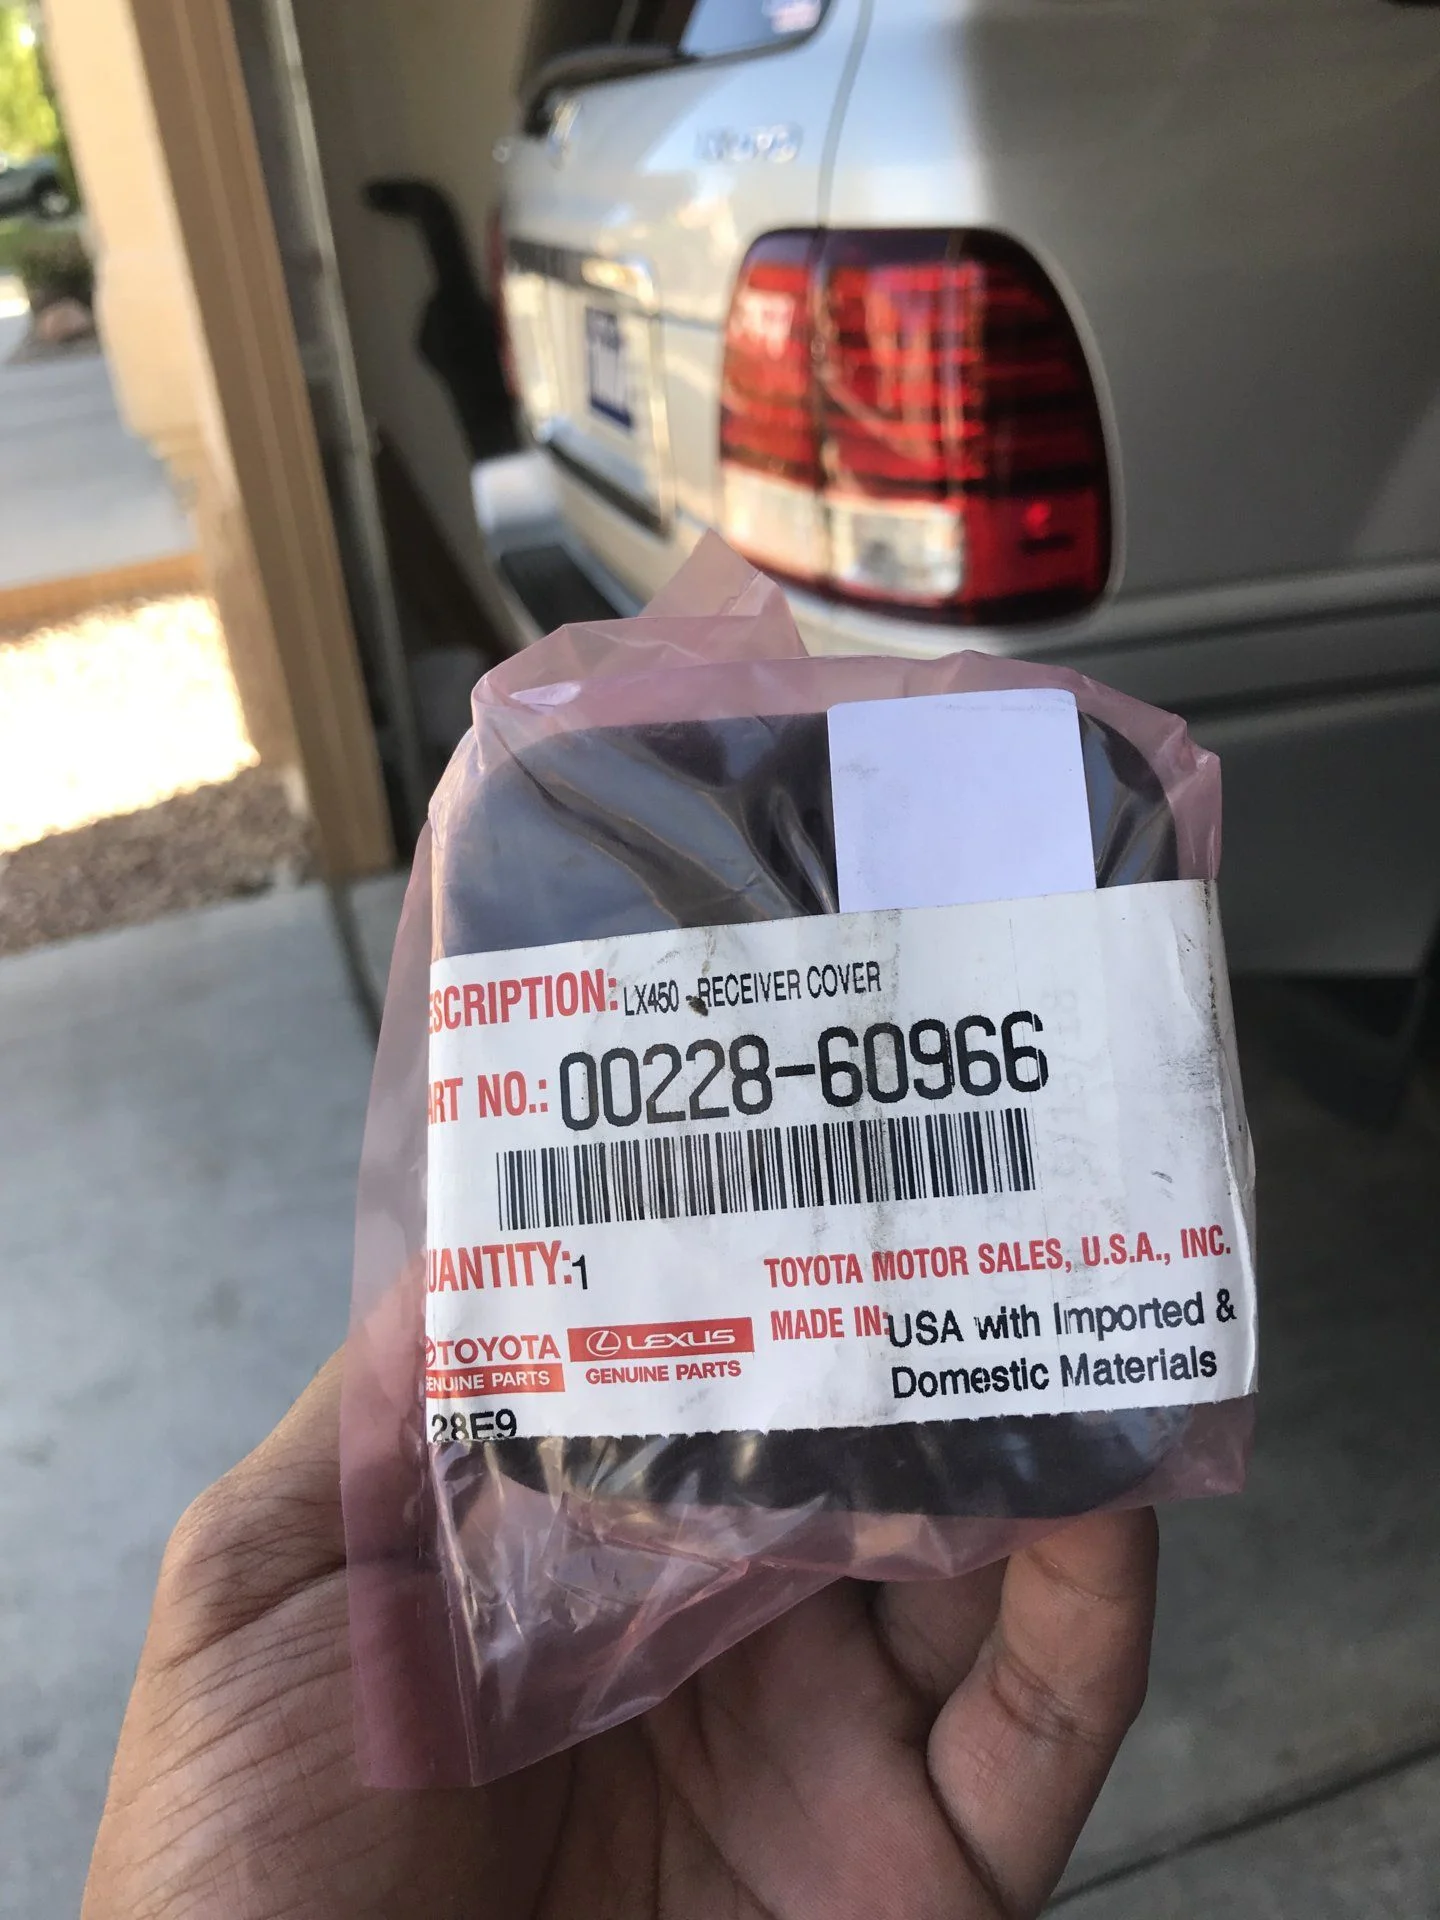 ESCRIPTION: LX450 - RECEIVER COVER
ART NO.: 00228-60966
UANTITY: 1
TOYOTA MOTOR SALES, U.S.A., INC.
MADE IN: USA with Imported &
Domestic Materials
TOYOTA
ENUINE PARTS
LEXUS
GENUINE PARTS
28E9